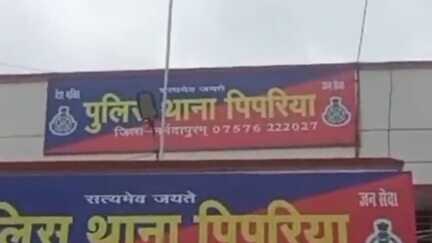 सत्यमेव जयते
देश भक्ति जन सेवा
पुलिस थाना पिपरिया
जिला-नर्मदापुरम् 07576 222027
सत्यमेव जयते
जन सेवा
पुलिस थाना पिपरिया